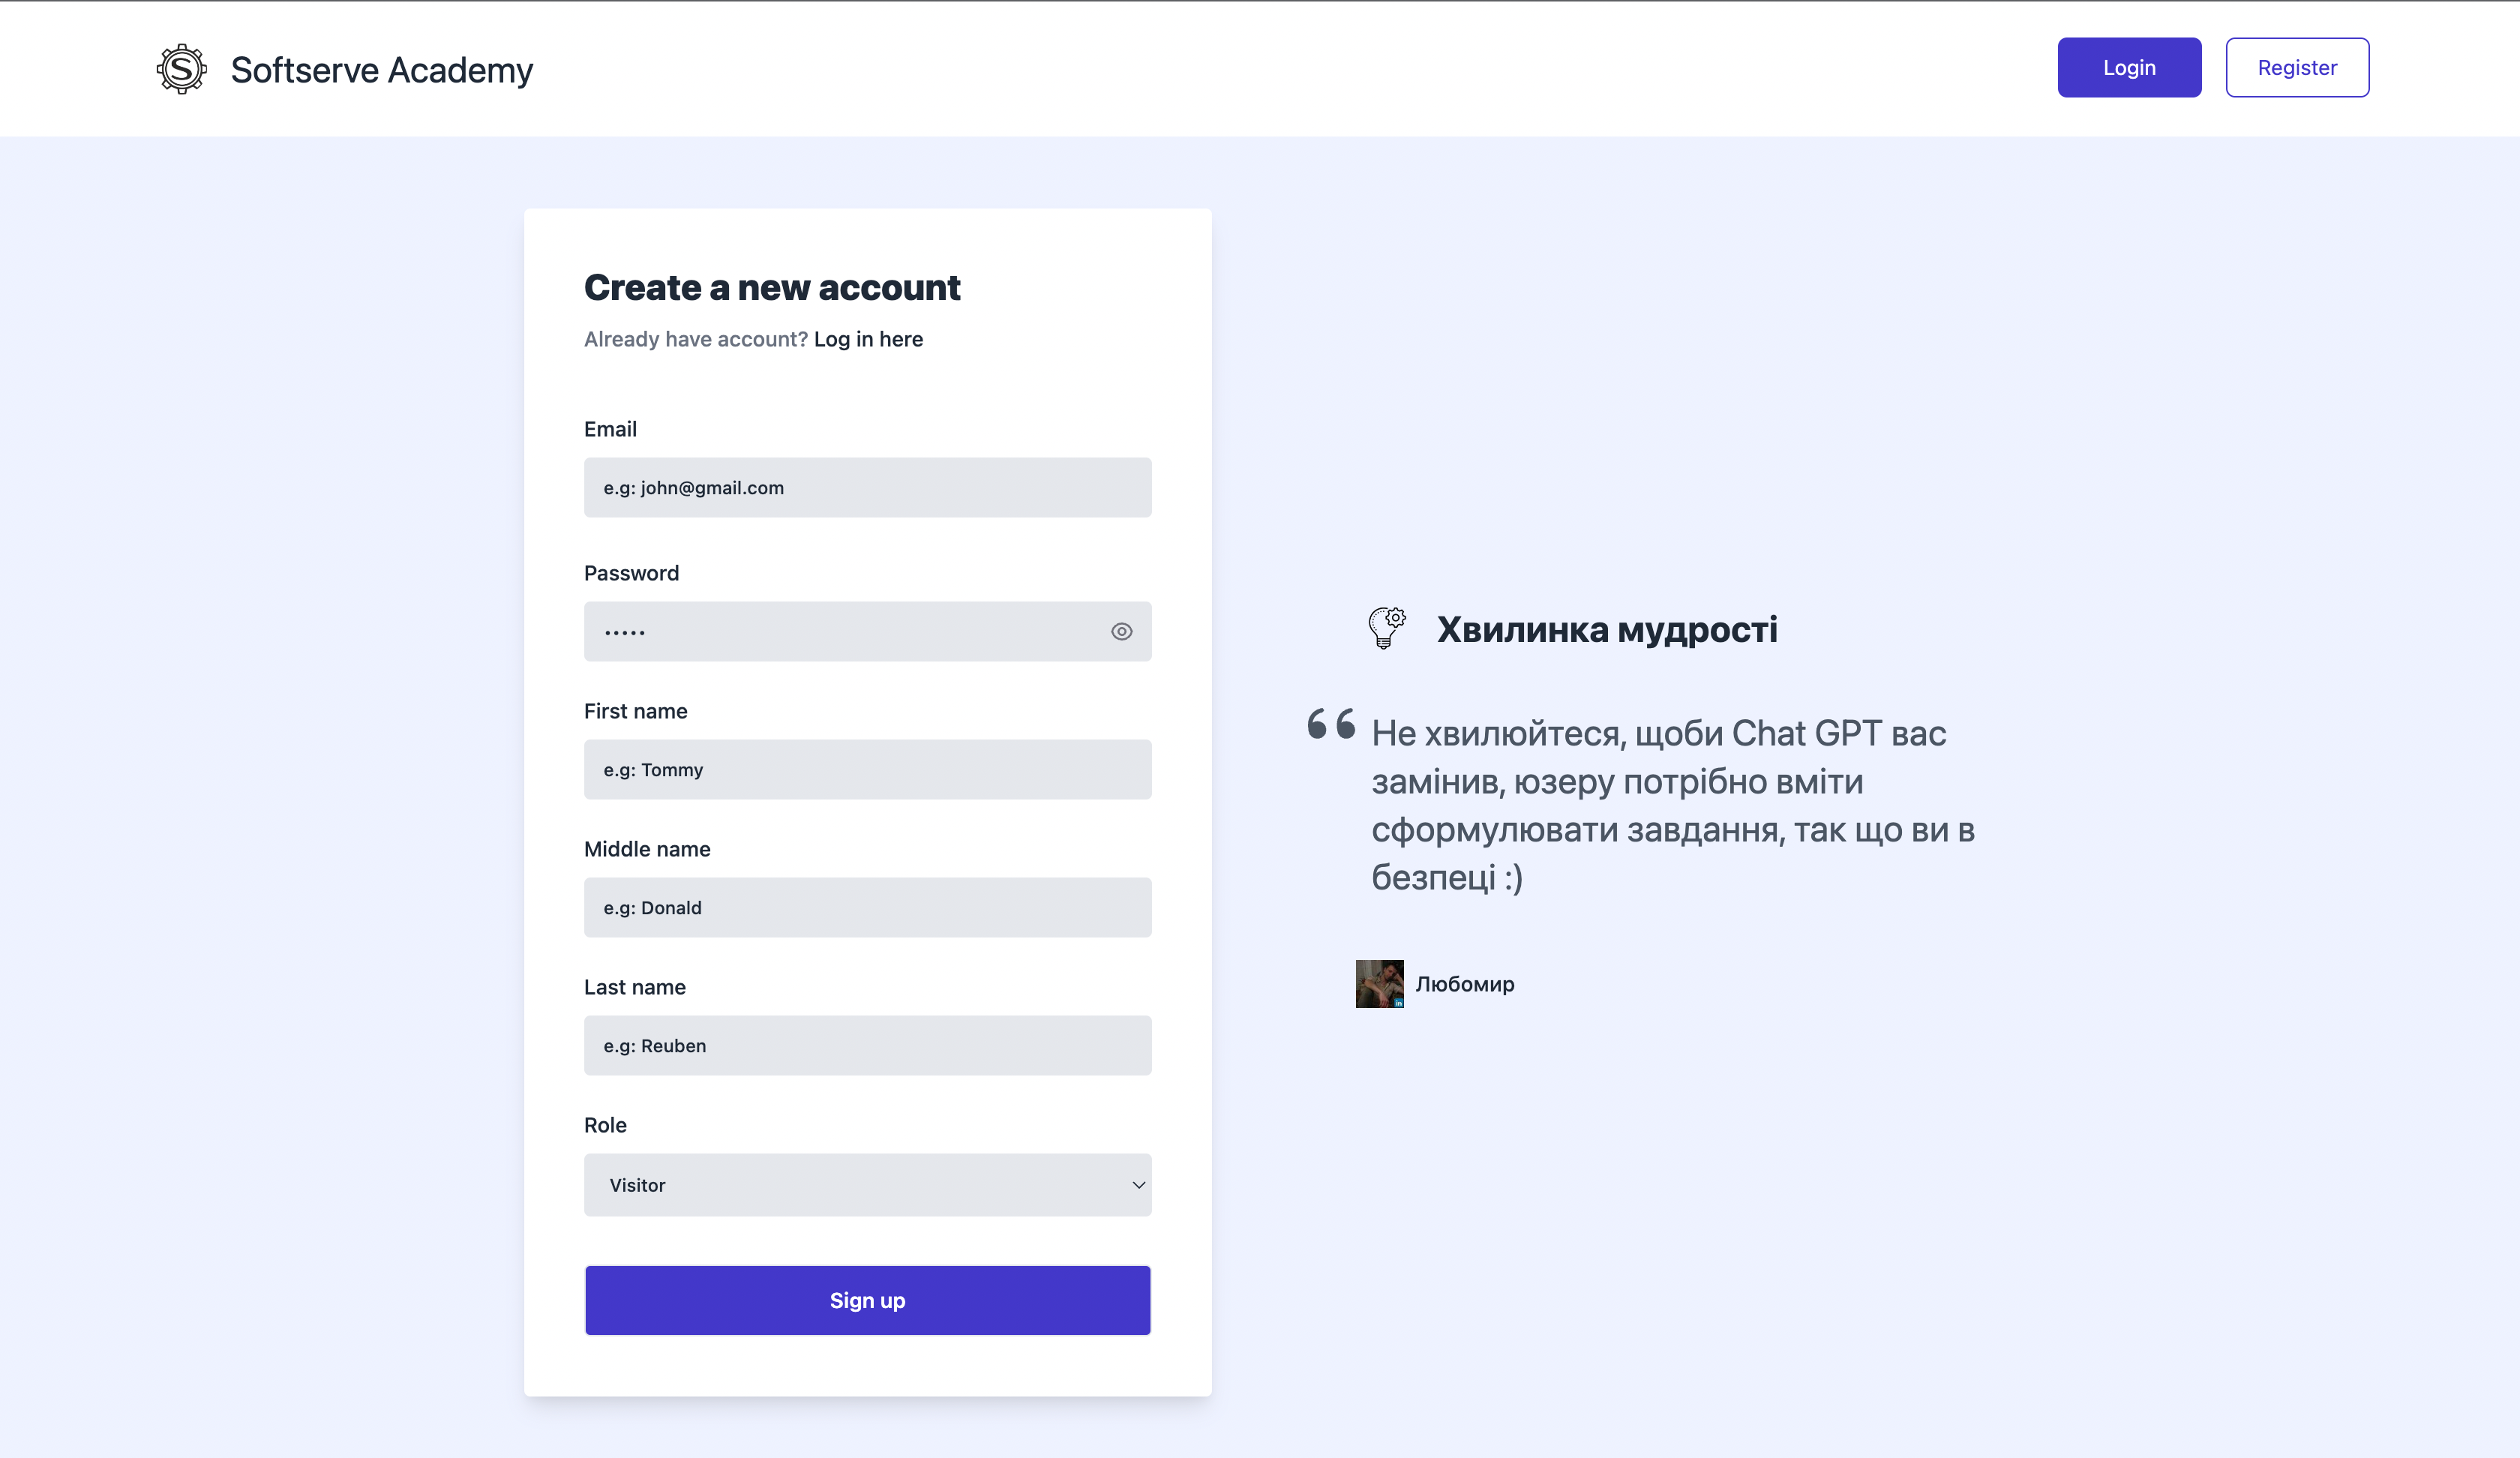 Softserve Academy
Login
Register
Create a new account
Already have account? Log in here
Email
e.g: john@gmail.com
Password
•••••
First name
e.g: Tommy
Middle name
e.g: Donald
Last name
e.g: Reuben
Role
Visitor
Sign up
Хвилинка мудрості
“ Не хвилюйтеся, щоби Chat GPT вас
замінив, юзеру потрібно вміти
сформулювати завдання, так що ви в
безпеці :)
Любомир